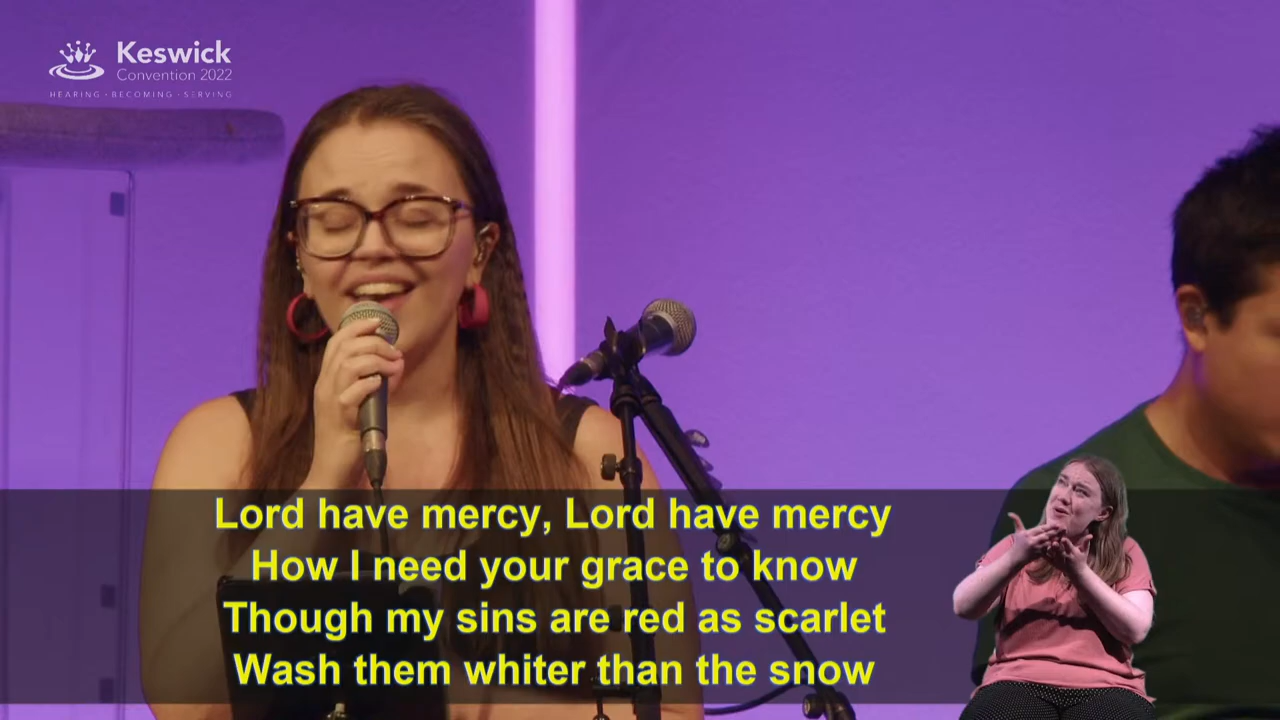 Keswick
Convention 2022
HEARING · BECOMING · SERVING
Lord have mercy, Lord have mercy
How I need your grace to know
Though my sins are red as scarlet
Wash them whiter than the snow